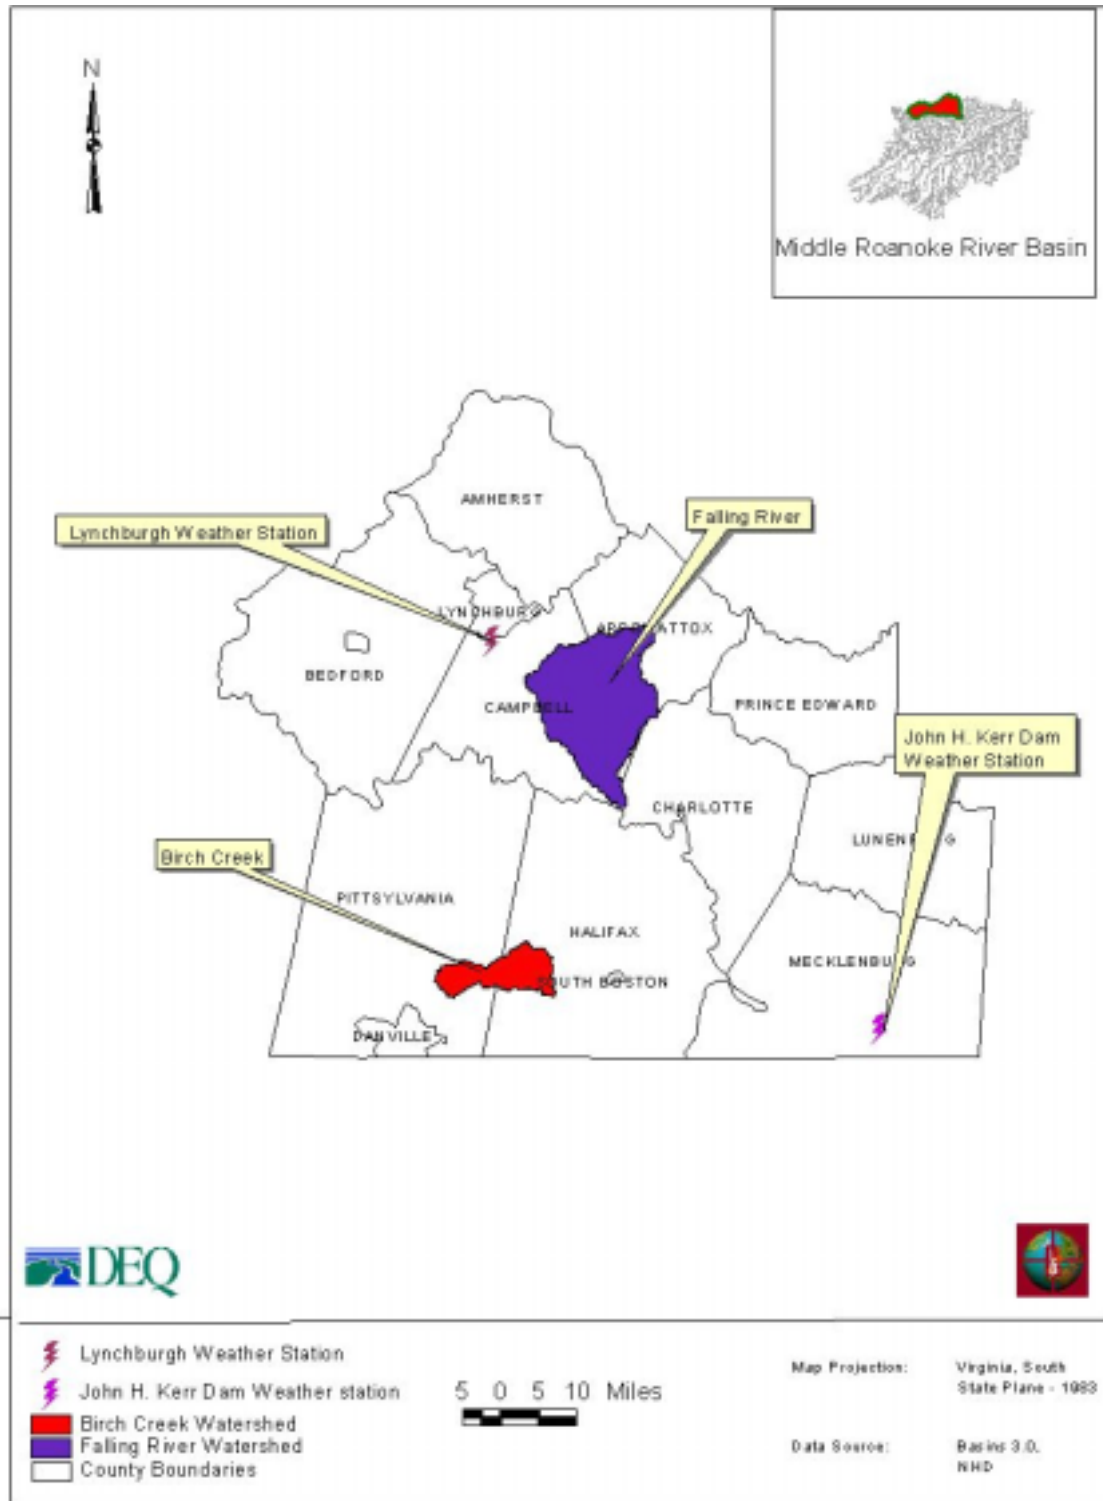 N
Middle Roanoke River Basin
AMHERST
Falling River
Lynchburgh Weather Station
LYNCHBURG
BEDFORD
CAMPBELL
PRINCE EDWARD
John H. Kerr Dam
Weather Station
CHARLOTTE
Birch Creek
PITTSYLVANIA
HALIFAX
MECKLENBURG
SOUTH BOSTON
DANVILLE
DEQ
Lynchburgh Weather Station
John H. Kerr Dam Weather station
Birch Creek Watershed
Falling River Watershed
County Boundaries
5 0 5 10 Miles
Map Projection:
Virginia, South
State Plane - 1983
Data Source:
Basins 3.0,
NHD